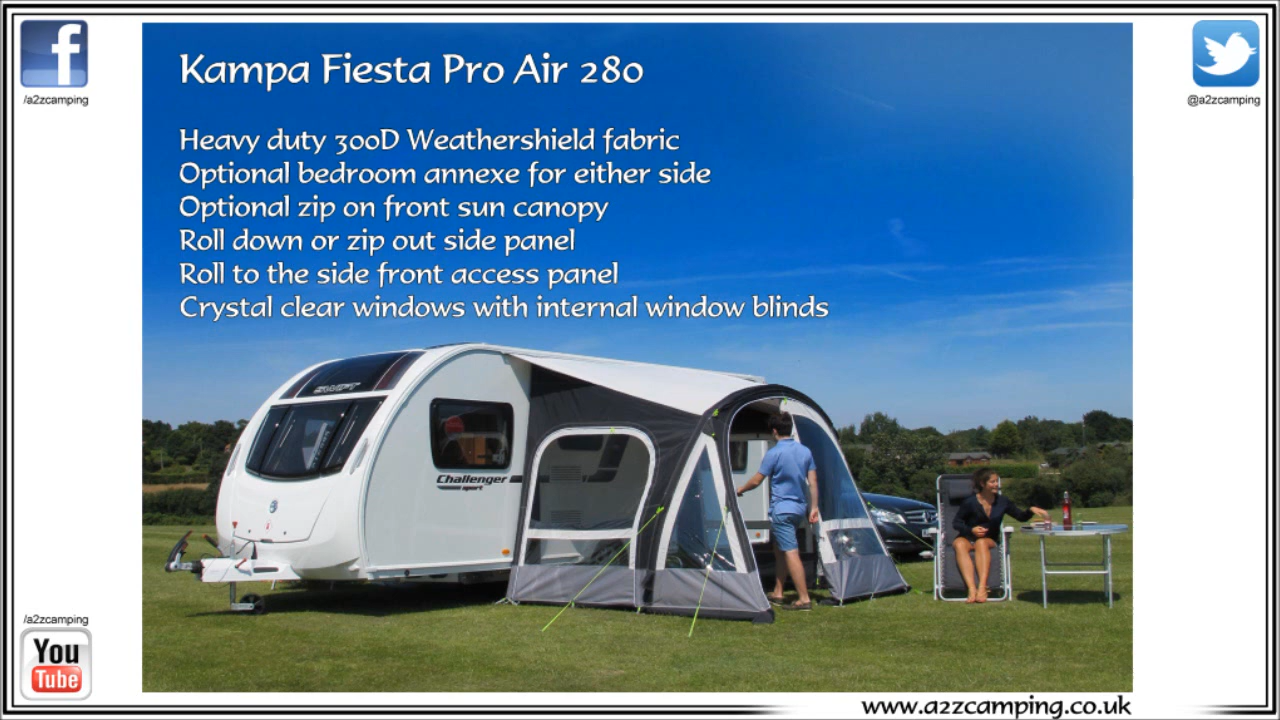 /a2zcamping
@a2zcamping
Kampa Fiesta Pro Air 280
Heavy duty 300D Weathershield fabric
Optional bedroom annexe for either side
Optional zip on front sun canopy
Roll down or zip out side panel
Roll to the side front access panel
Crystal clear windows with internal window blinds
SWIFT
Challenger
sport
/a2zcamping
You
Tube
www.a2zcamping.co.uk